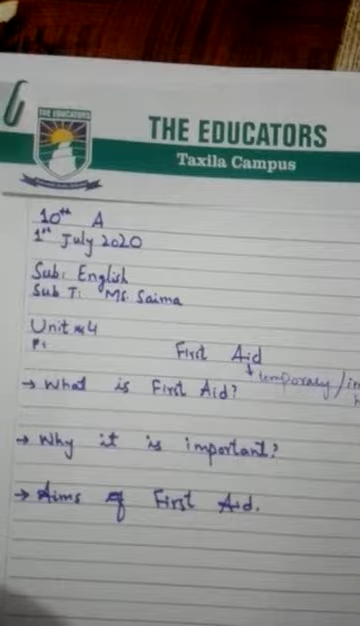 THE EDUCATORS
THE EDUCATORS
Taxila Campus
10th A
1st July 2020
Sub: English
Sub T: Ms. Saima
Unit # 4
P:
First Aid
temporary /
→ What is First Aid?
→ Why it is important?
→ Aims of First Aid.